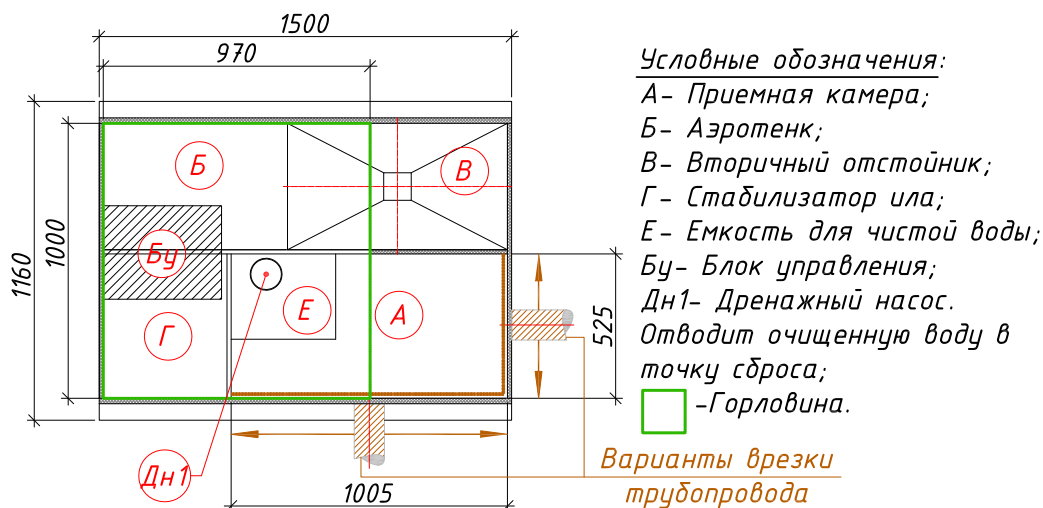 1500
970
1160
1000
Б
В
Бу
Г
Е
А
525
Дн1
1005
Условные обозначения:
А- Приемная камера;
Б- Аэротенк;
В- Вторичный отстойник;
Г- Стабилизатор ила;
Е- Емкость для чистой воды;
Бу- Блок управления;
Дн1- Дренажный насос.
Отводит очищенную воду в
точку сброса;
-Горловина.
Варианты врезки
трубопровода